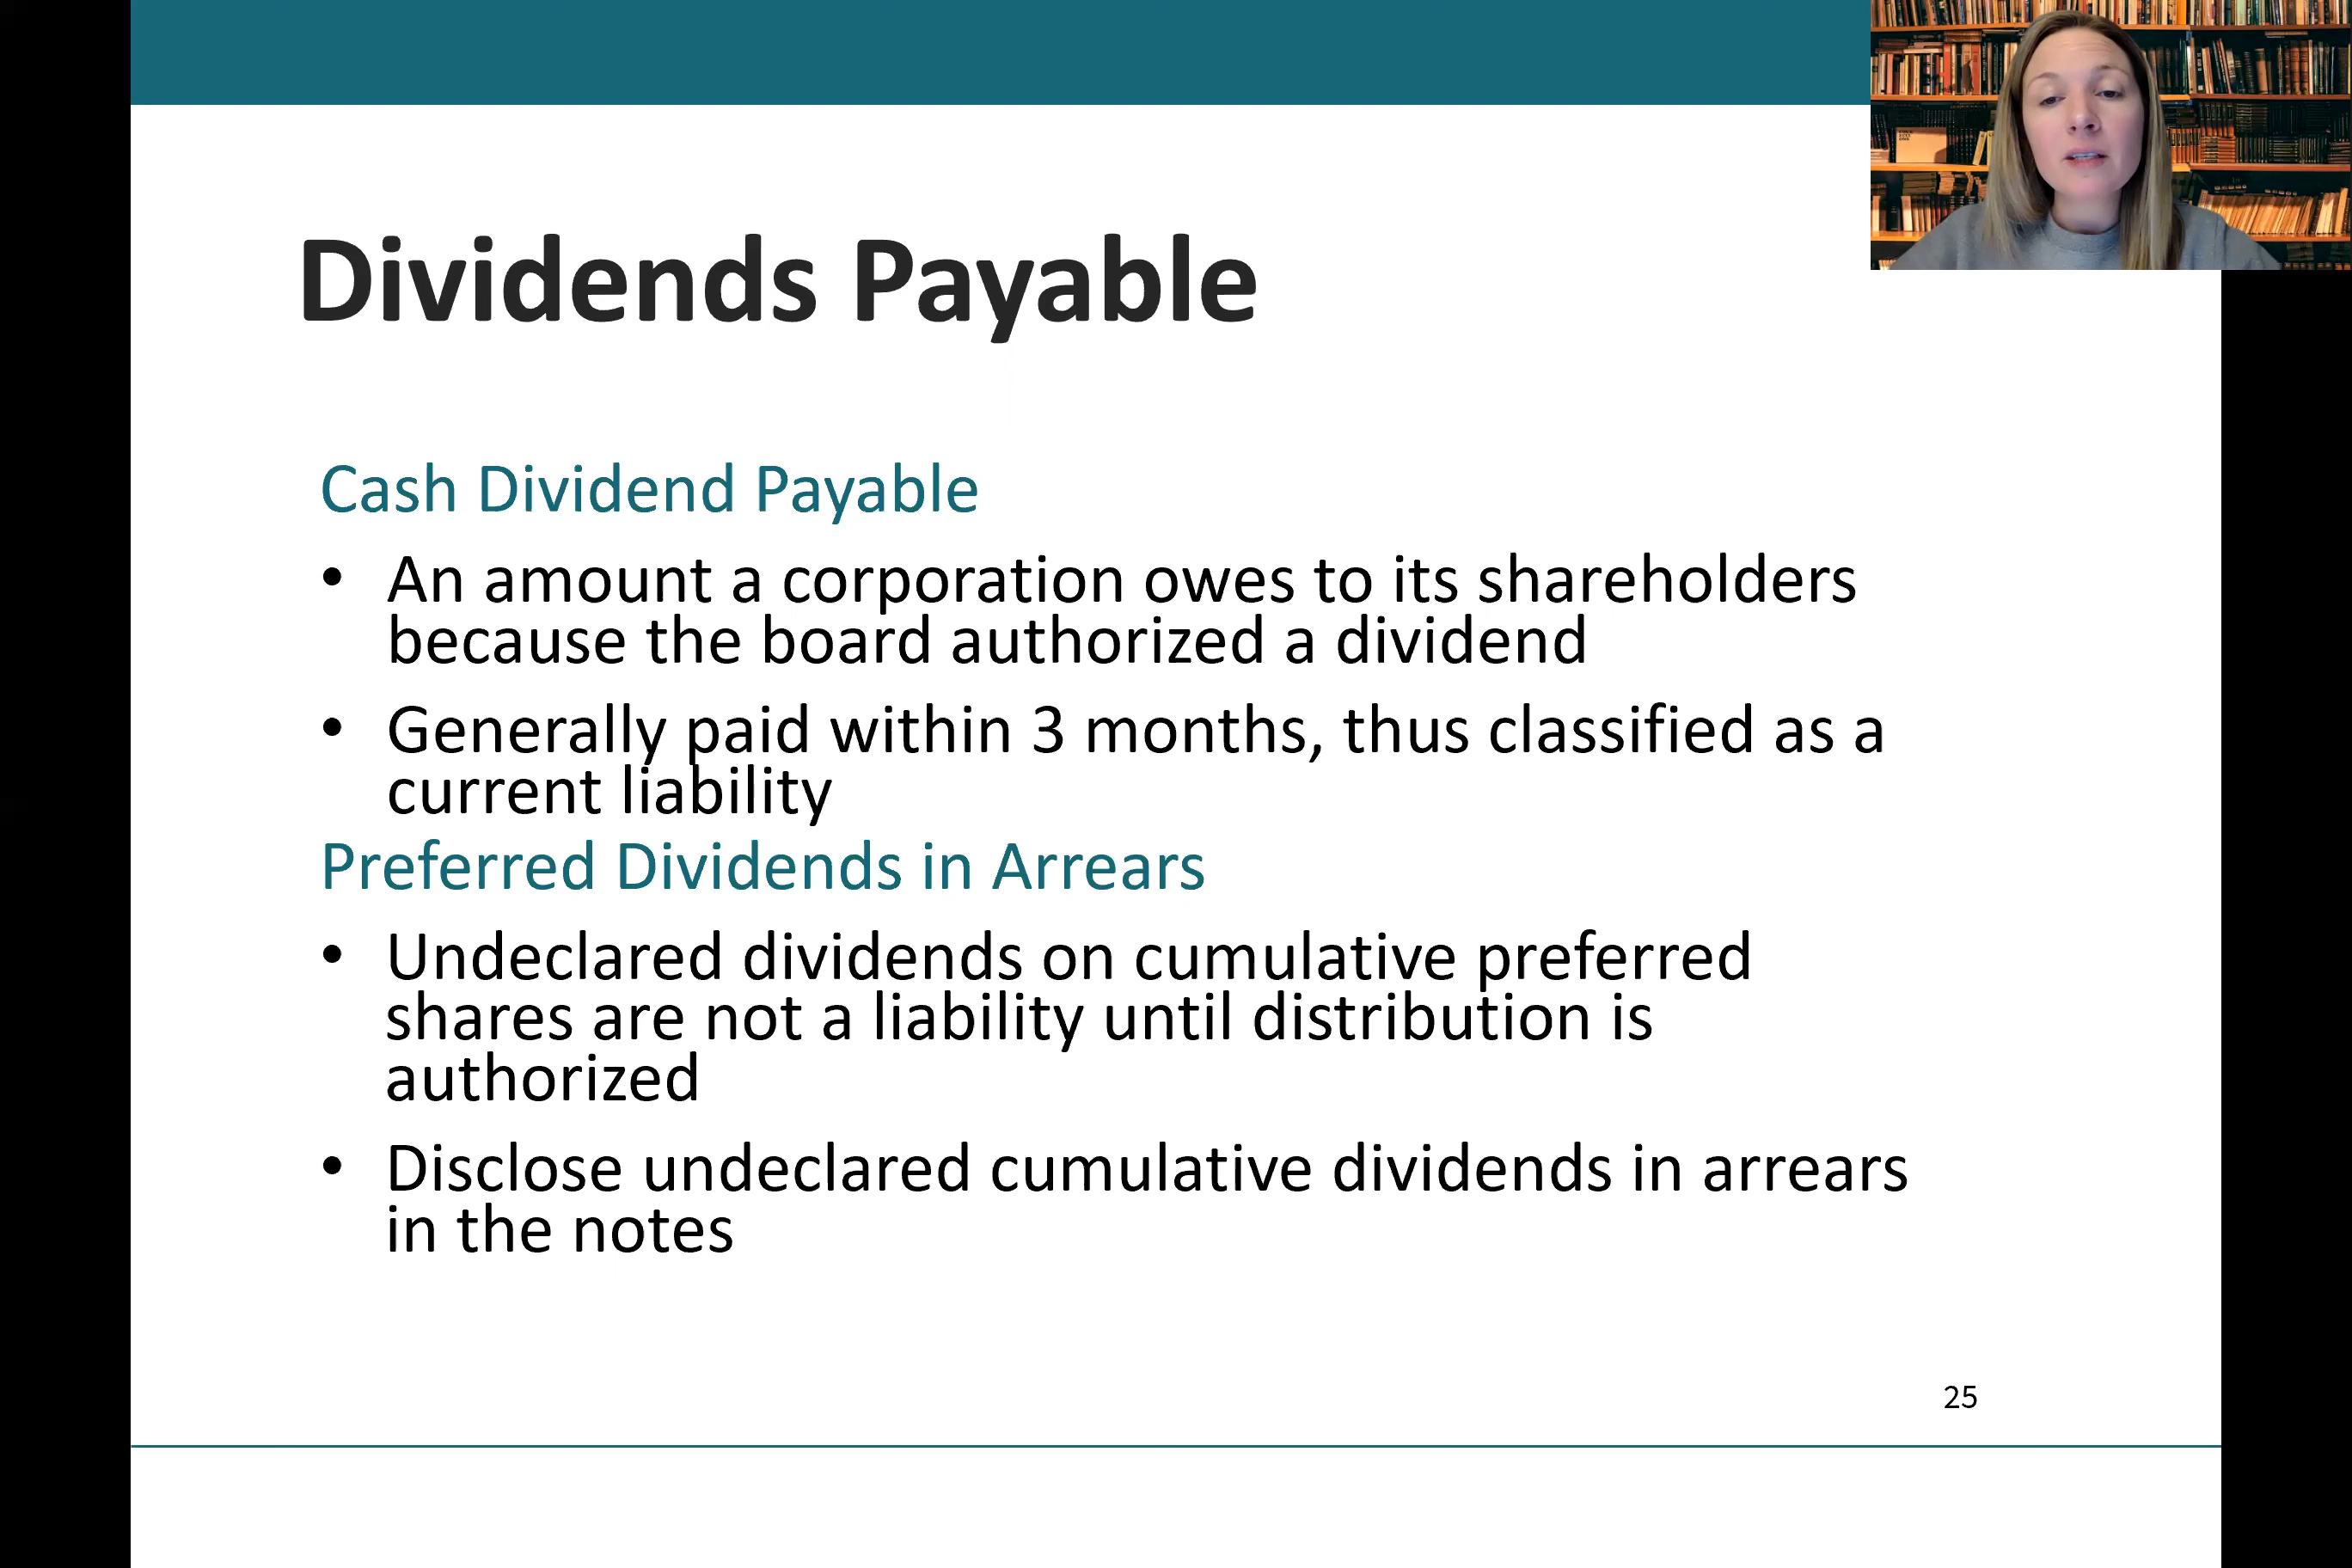 Dividends Payable
Cash Dividend Payable
• An amount a corporation owes to its shareholders
because the board authorized a dividend
• Generally paid within 3 months, thus classified as a
current liability
Preferred Dividends in Arrears
• Undeclared dividends on cumulative preferred
shares are not a liability until distribution is
authorized
• Disclose undeclared cumulative dividends in arrears
in the notes
25